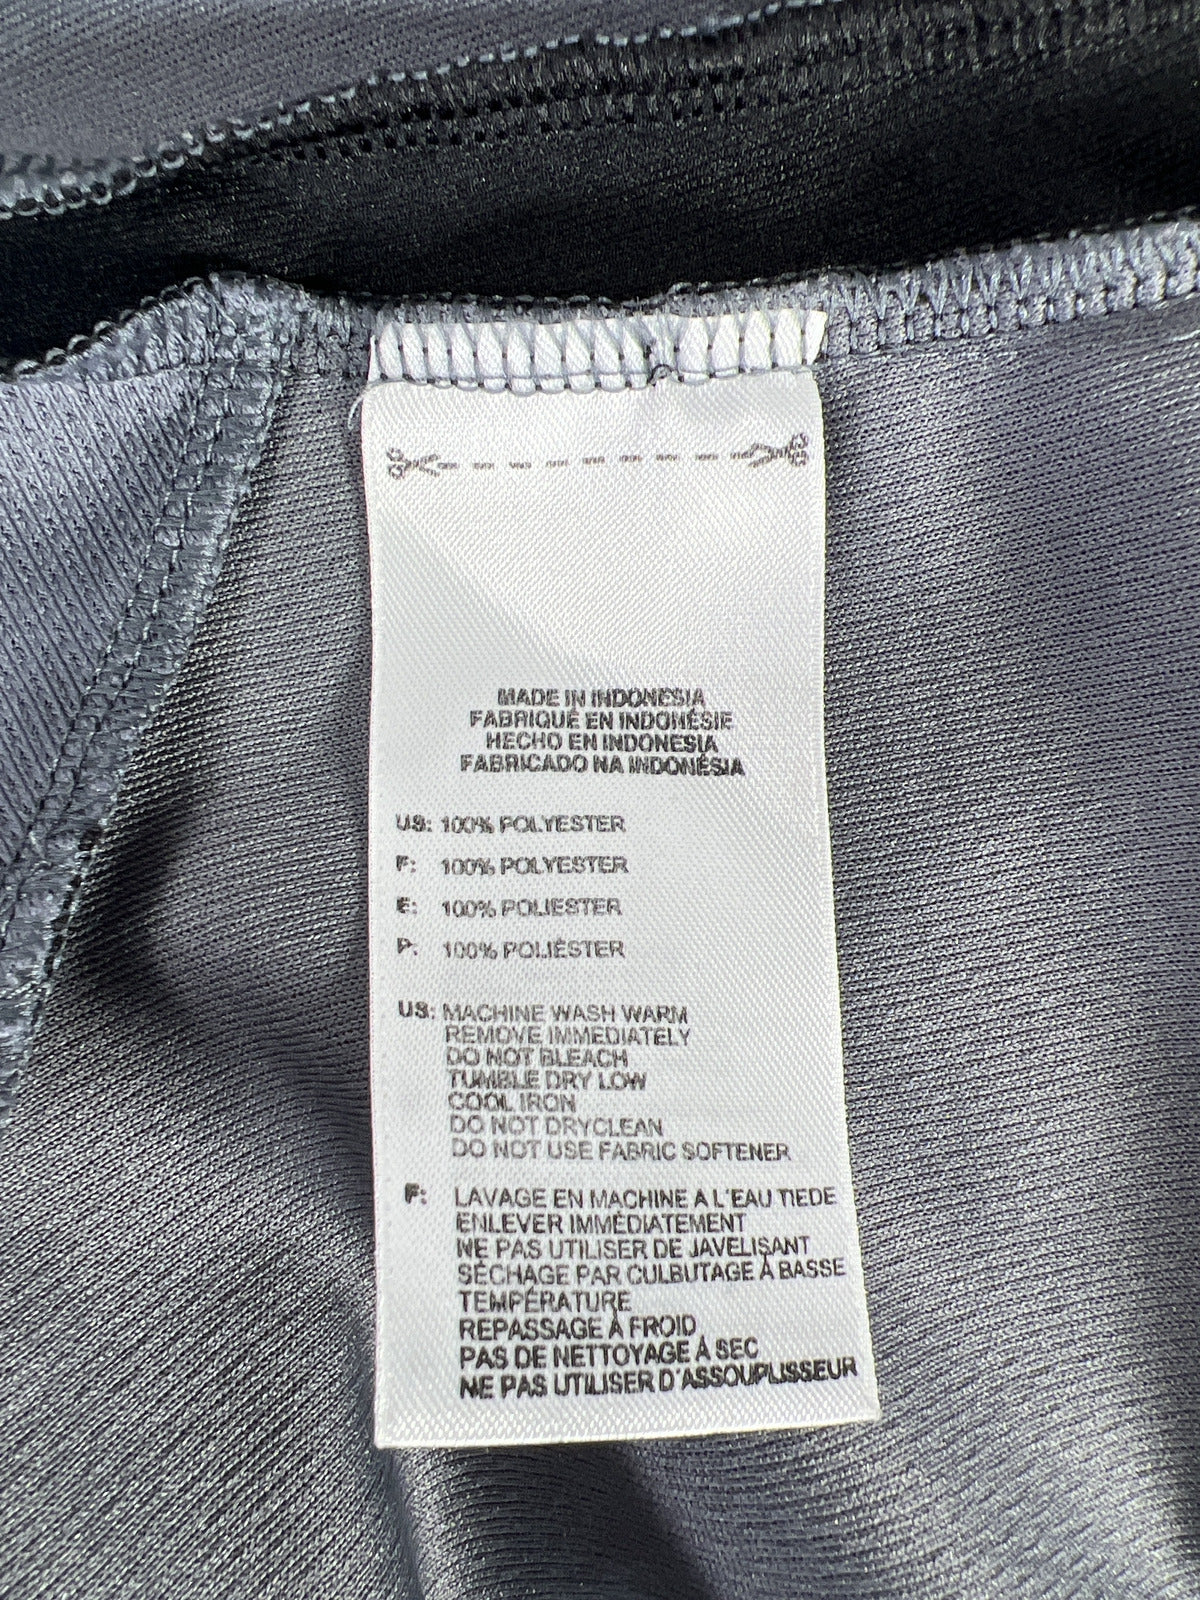 MADE IN INDONESIA
FABRIQUÉ EN INDONÉSIE
HECHO EN INDONESIA
FABRICADO NA INDONÉSIA
US: 100% POLYESTER
F: 100% POLYESTER
E: 100% POLIESTER
P: 100% POLIÉSTER
US: MACHINE WASH WARM
REMOVE IMMEDIATELY
DO NOT BLEACH
TUMBLE DRY LOW
COOL IRON
DO NOT DRYCLEAN
DO NOT USE FABRIC SOFTENER
F: LAVAGE EN MACHINE A L'EAU TIEDE
ENLEVER IMMÉDIATEMENT
NE PAS UTILISER DE JAVELISANT
SÉCHAGE PAR CULBUTAGE À BASSE
TEMPÉRATURE
REPASSAGE À FROID
PAS DE NETTOYAGE À SEC
NE PAS UTILISER D'ASSOUPLISSEUR